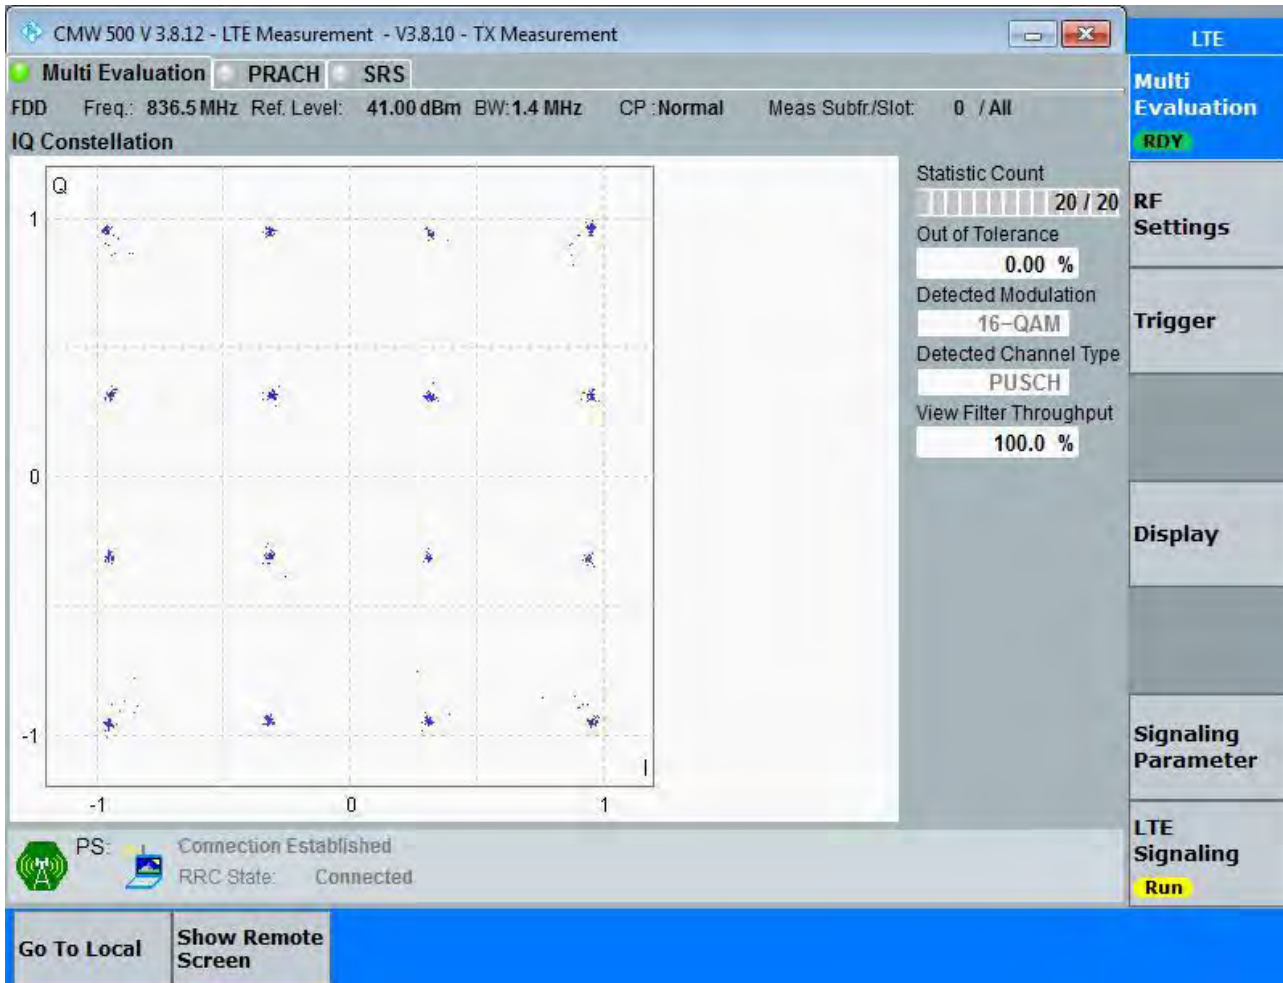 CMW 500 V 3.8.12 - LTE Measurement - V3.8.10 - TX Measurement
LTE
Multi Evaluation PRACH SRS
FDD Freq.: 836.5 MHz Ref. Level: 41.00 dBm BW: 1.4 MHz CP : Normal Meas Subfr./Slot: 0 / All
IQ Constellation
Q
1
0
-1
I
-1 0 1
Statistic Count
20 / 20
Out of Tolerance
0.00 %
Detected Modulation
16-QAM
Detected Channel Type
PUSCH
View Filter Throughput
100.0 %
Multi
Evaluation
RDY
RF
Settings
Trigger
Display
Signaling
Parameter
LTE
Signaling
Run
PS: Connection Established
RRC State: Connected
Go To Local
Show Remote
Screen